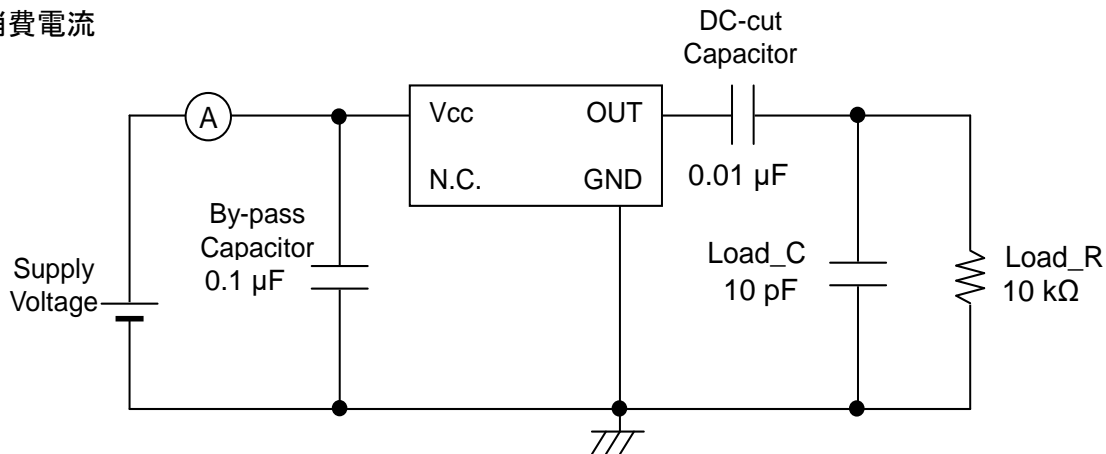 消費電流
DC-cut
Capacitor
A
Vcc
OUT
N.C.
GND
0.01 µF
By-pass
Capacitor
0.1 µF
Supply
Voltage
Load_C
10 pF
Load_R
10 kΩ